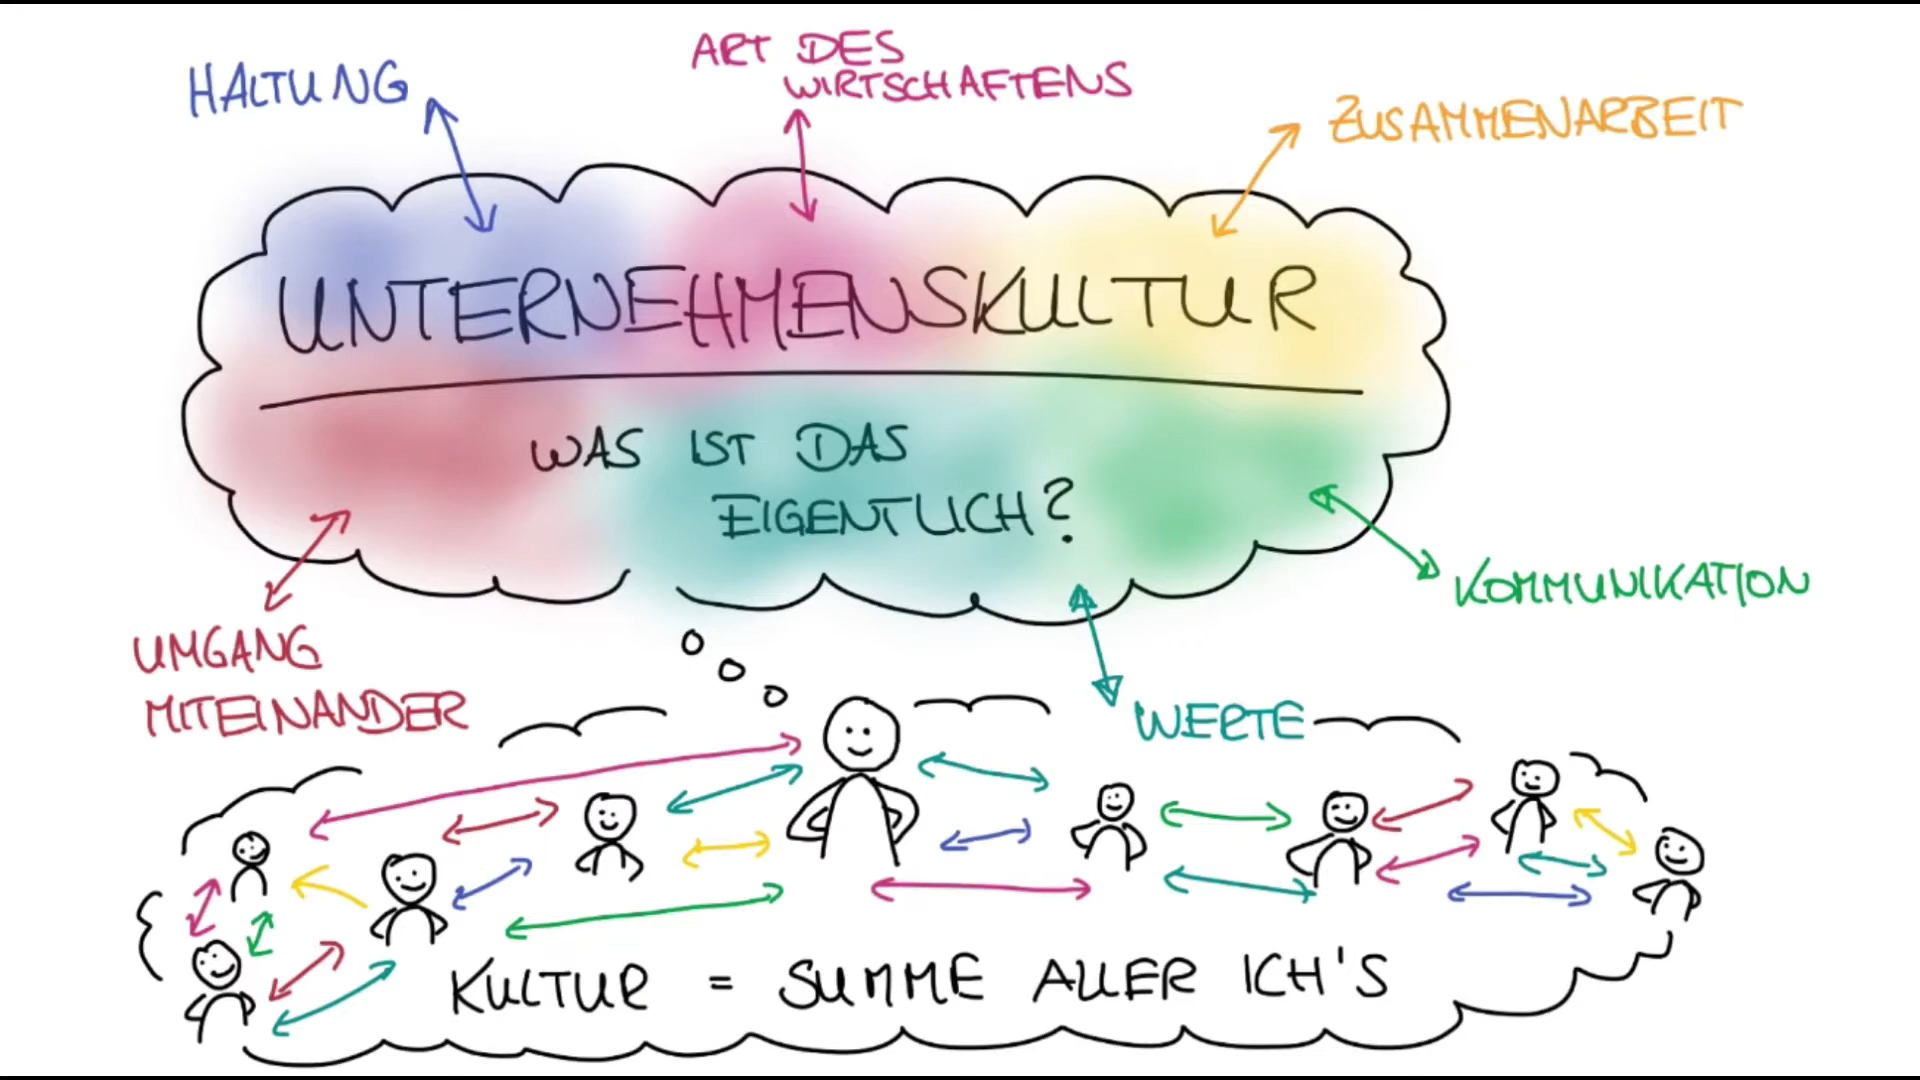 HALTUNG
ART DES
WIRTSCHAFTENS
ZUSAMMENARBEIT
UNTERNEHMENSKULTUR
WAS IST DAS
EIGENTLICH?
KOMMUNIKATION
UMGANG
MITEINANDER
WERTE
KULTUR = SUMME ALLER ICH'S